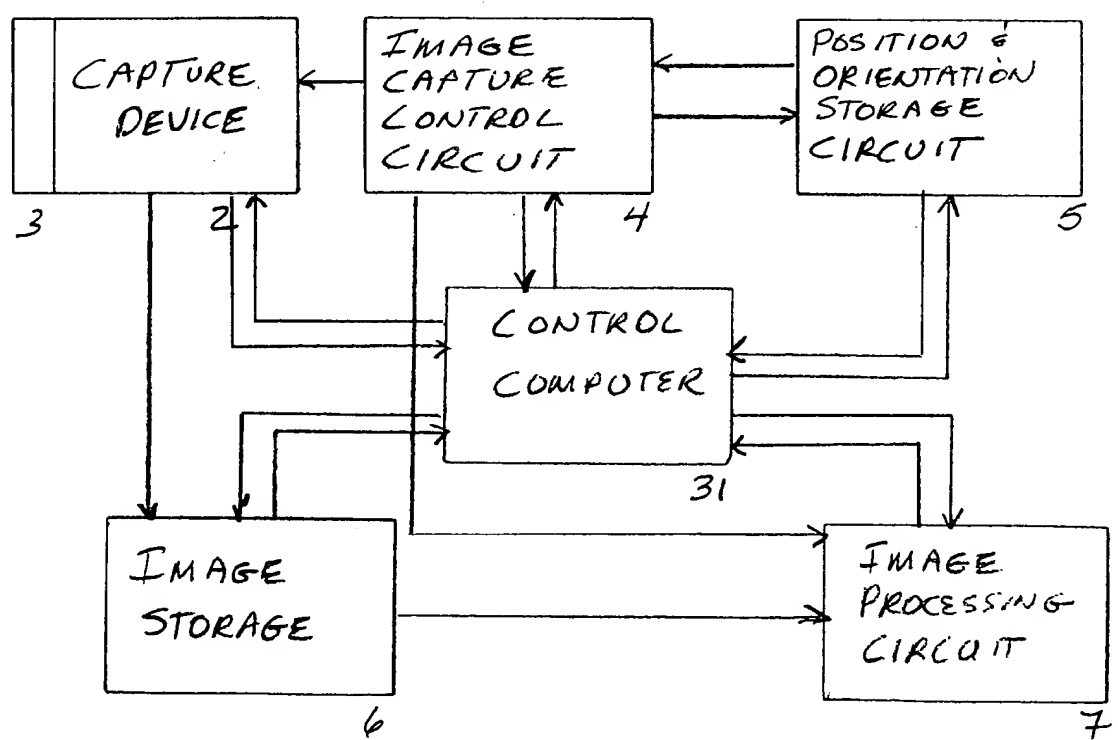 CAPTURE
DEVICE
3
2
IMAGE
CAPTURE
CONTROL
CIRCUIT
4
POSITION &
ORIENTATION
STORAGE
CIRCUIT
5
CONTROL
COMPUTER
31
IMAGE
STORAGE
6
IMAGE
PROCESSING
CIRCUIT
7